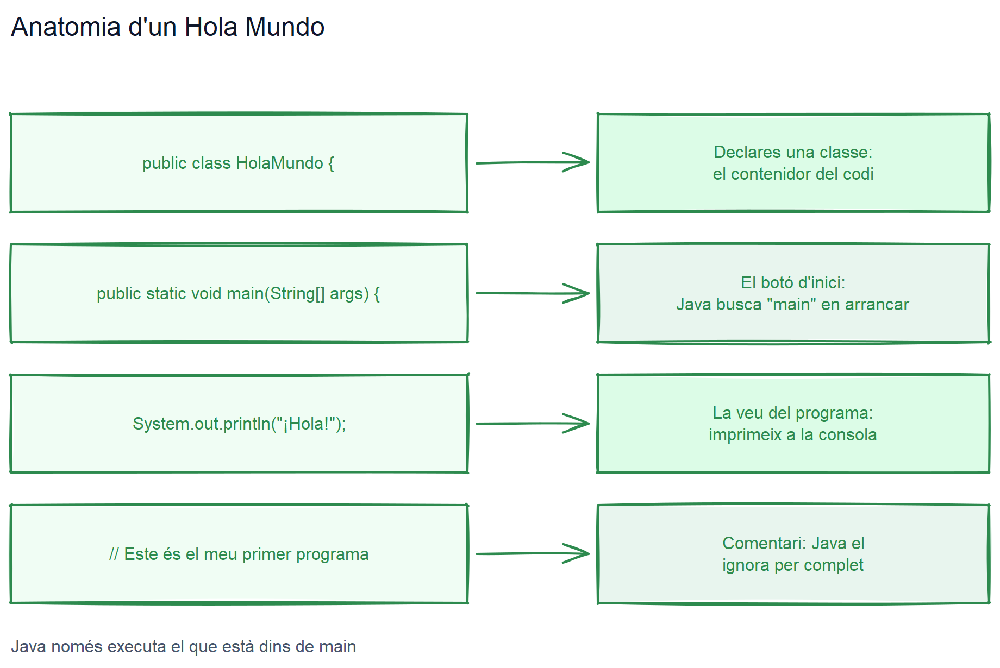 Anatomia d'un Hola Mundo
public class HolaMundo {
Declares una classe:
el contenidor del codi
public static void main(String[] args) {
El botó d'inici:
Java busca "main" en arrancar
System.out.println("¡Hola!");
La veu del programa:
imprimeix a la consola
// Este és el meu primer programa
Comentari: Java el
ignora per complet
Java només executa el que està dins de main